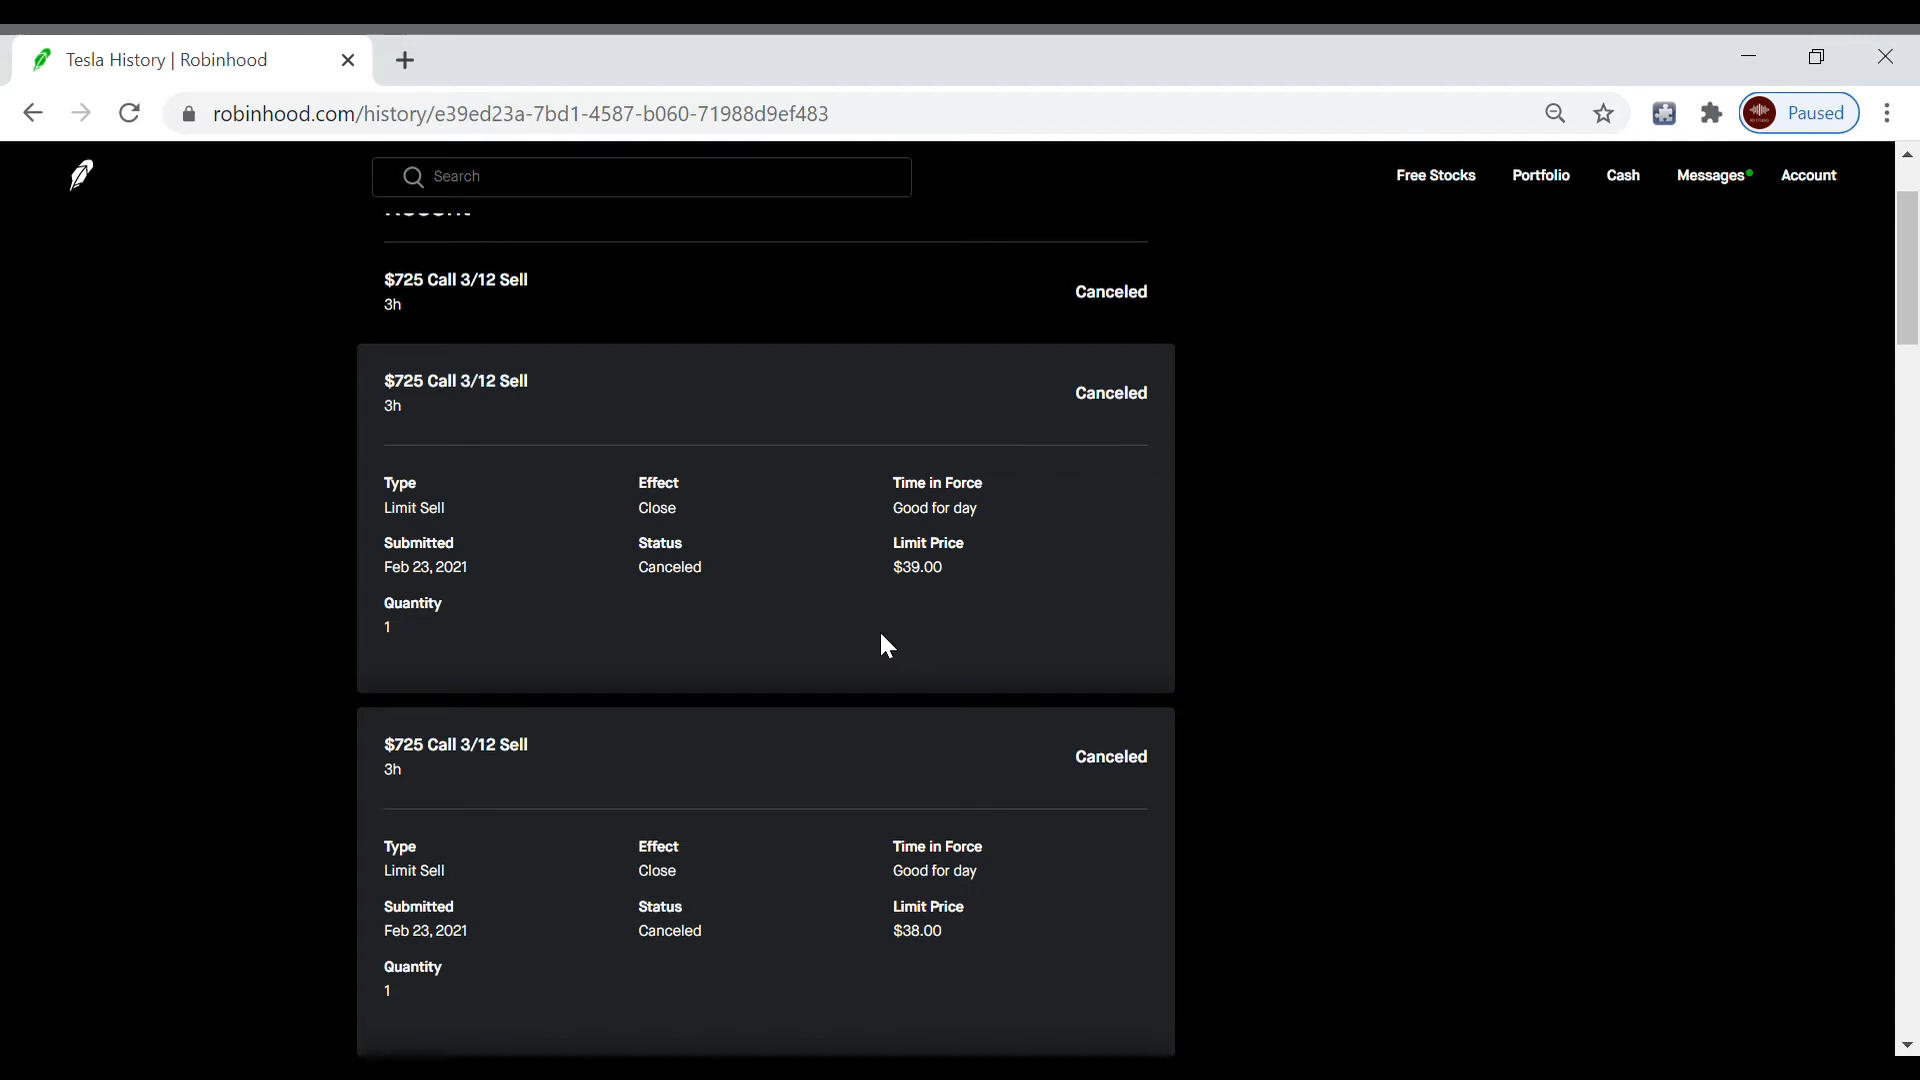 Tesla History | Robinhood
robinhood.com/history/e39ed23a-7bd1-4587-b060-71988d9ef483
Paused
Search
Free Stocks Portfolio Cash Messages Account
Recent
$725 Call 3/12 Sell
3h
Canceled
$725 Call 3/12 Sell
3h
Canceled
Type Effect Time in Force
Limit Sell Close Good for day
Submitted Status Limit Price
Feb 23, 2021 Canceled $39.00
Quantity
1
$725 Call 3/12 Sell
3h
Canceled
Type Effect Time in Force
Limit Sell Close Good for day
Submitted Status Limit Price
Feb 23, 2021 Canceled $38.00
Quantity
1